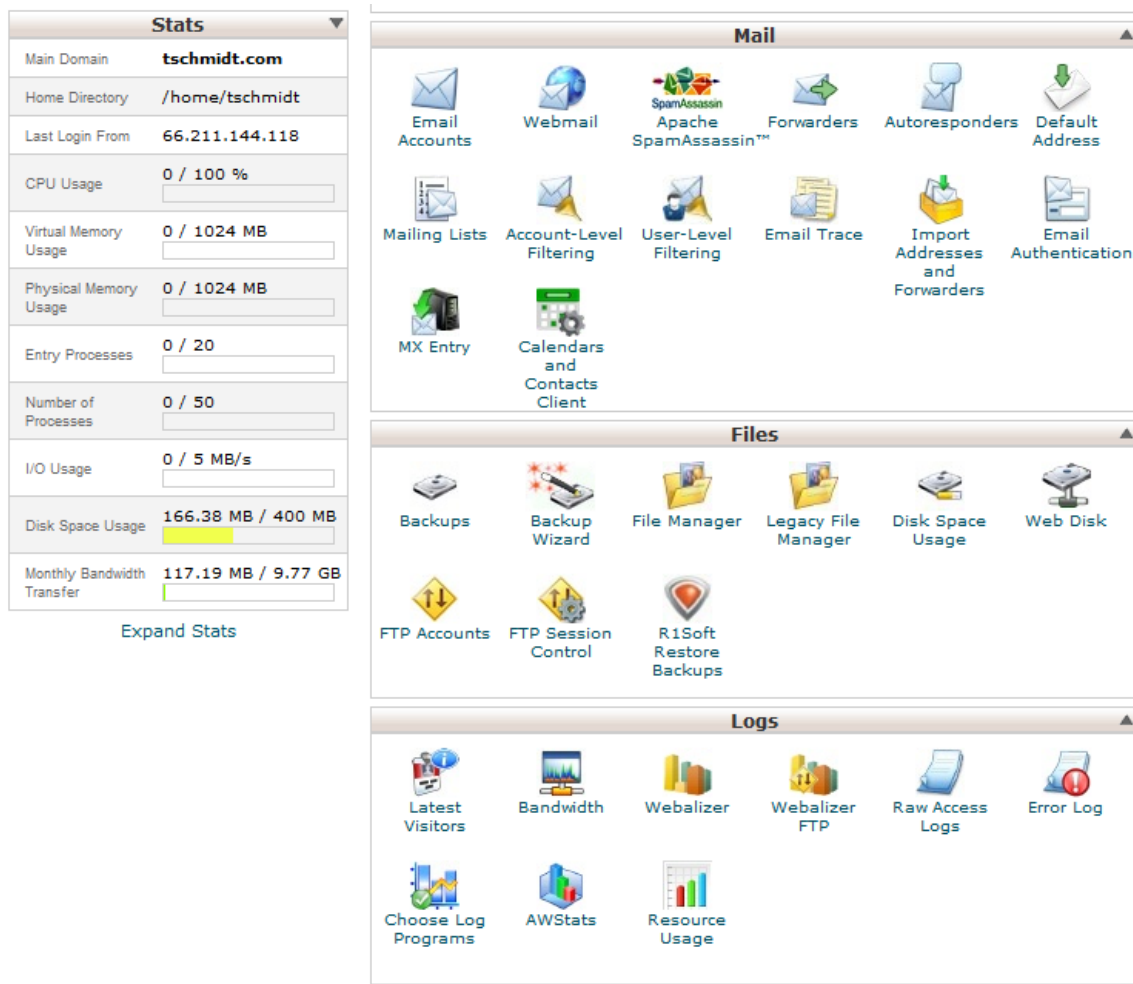 Stats
Main Domain tschmidt.com
Home Directory /home/tschmidt
Last Login From 66.211.144.118
CPU Usage 0 / 100 %
Virtual Memory
Usage
0 / 1024 MB
Physical Memory
Usage
0 / 1024 MB
Entry Processes 0 / 20
Number of
Processes
0 / 50
I/O Usage 0 / 5 MB/s
Disk Space Usage 166.38 MB / 400 MB
Monthly Bandwidth
Transfer
117.19 MB / 9.77 GB
Expand Stats
Mail
Email
Accounts
Webmail
SpamAssassin
Apache
SpamAssassin™
Forwarders
Autoresponders
Default
Address
1
2
3
4
Mailing Lists
Account-Level
Filtering
User-Level
Filtering
Email Trace
Import
Addresses
and
Forwarders
Email
Authentication
MX Entry
Calendars
and
Contacts
Client
Files
Backups
Backup
Wizard
File Manager
Legacy File
Manager
Disk Space
Usage
Web Disk
FTP Accounts
FTP Session
Control
R1Soft
Restore
Backups
Logs
Latest
Visitors
Bandwidth
Webalizer
Webalizer
FTP
Raw Access
Logs
Error Log
Choose Log
Programs
AWStats
Resource
Usage